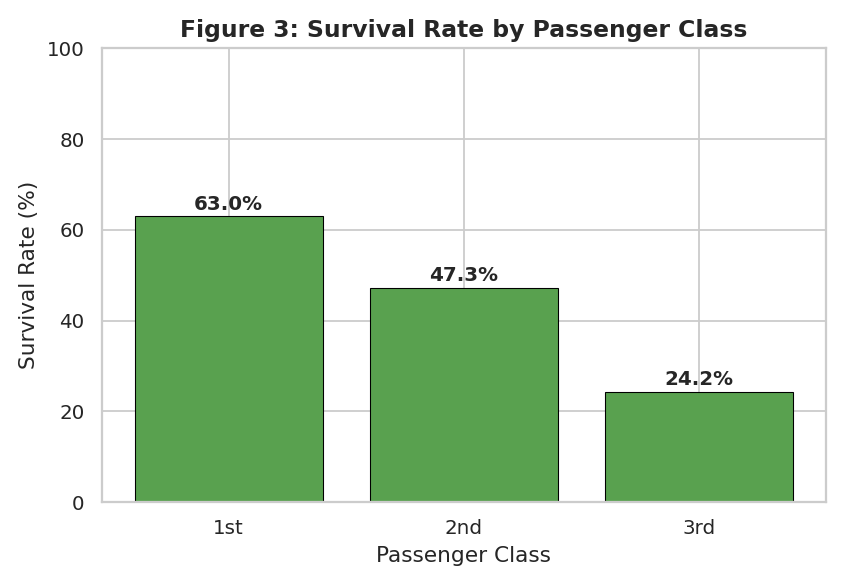 Figure 3: Survival Rate by Passenger Class
100
80
60
40
20
0
Survival Rate (%)
63.0%
47.3%
24.2%
1st
2nd
3rd
Passenger Class